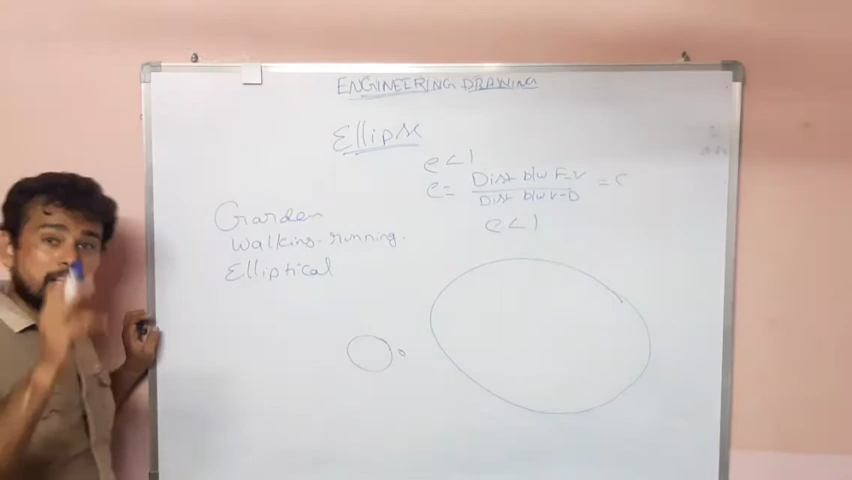 ENGINEERING DRAWING
Ellipse
e < 1
e = Dist b/w F-V / Dist b/w V-D = c
e < 1
Garden
walking-running.
Elliptical